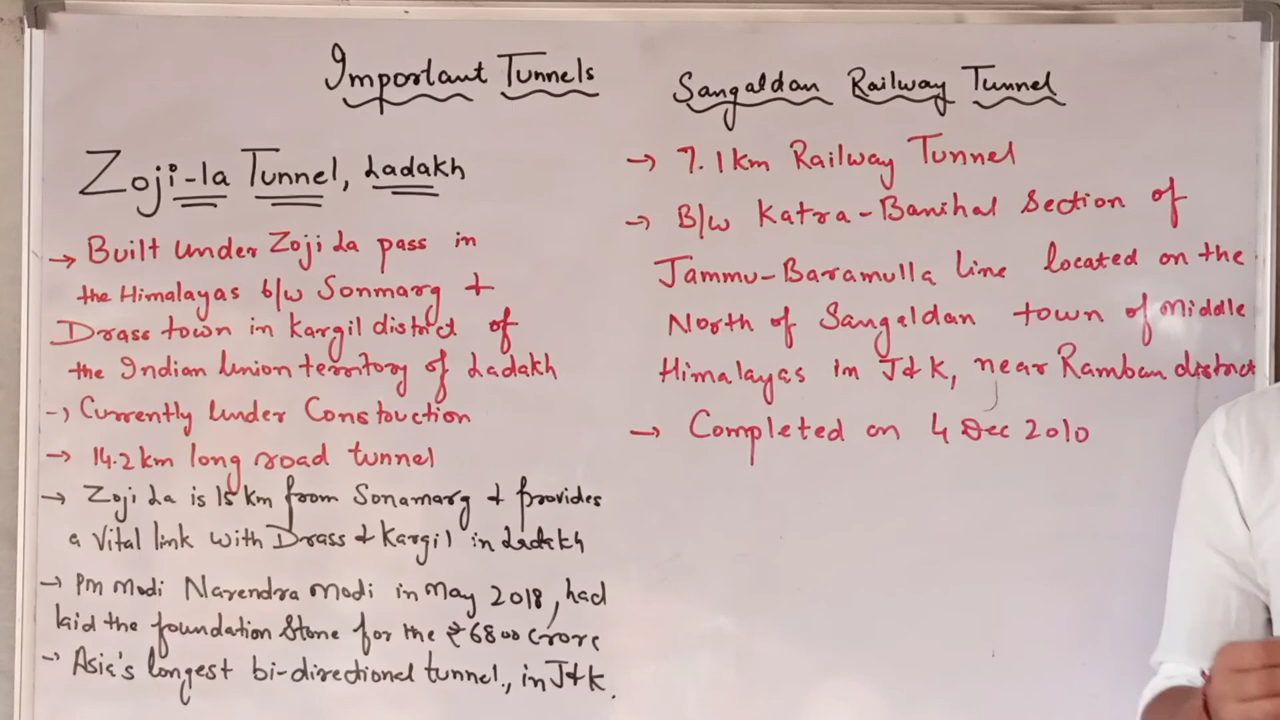 Important Tunnels
Zoji-la Tunnel, Ladakh
→ Built under Zoji La pass in
the Himalayas b/w Sonmarg +
Drass town in Kargil district of
the Indian Union territory of Ladakh
→ Currently under Construction
→ 14.2 km long road tunnel
→ Zoji La is 15 km from Sonamarg + provides
a vital link with Drass + Kargil in Ladakh
→ Pm Modi Narendra Modi in May 2018, had
laid the foundation Stone for the ₹6800 crore
→ Asia's longest bi-directional tunnel, in J+K.
Sangaldan Railway Tunnel
→ 7.1 km Railway Tunnel
→ B/w Katra-Banihal Section of
Jammu-Baramulla line located on the
North of Sangaldan town of Middle
Himalayas in J+K, near Ramban district
→ Completed on 4 Dec 2010